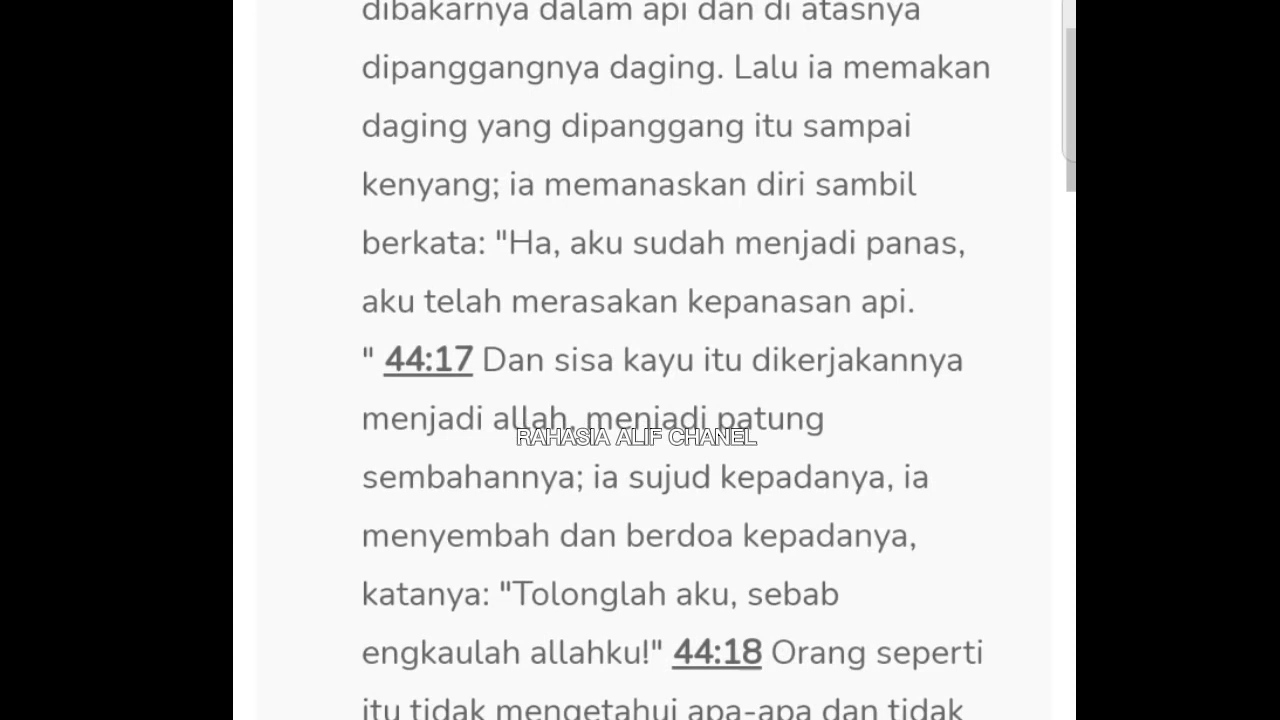 dibakarnya dalam api dan di atasnya
dipanggangnya daging. Lalu ia memakan
daging yang dipanggang itu sampai
kenyang; ia memanaskan diri sambil
berkata: "Ha, aku sudah menjadi panas,
aku telah merasakan kepanasan api.
" 44:17 Dan sisa kayu itu dikerjakannya
menjadi allah, menjadi patung
RAHASIA ALIF CHANEL
sembahannya; ia sujud kepadanya, ia
menyembah dan berdoa kepadanya,
katanya: "Tolonglah aku, sebab
engkaulah allahku!" 44:18 Orang seperti
itu tidak mengetahui apa-apa dan tidak